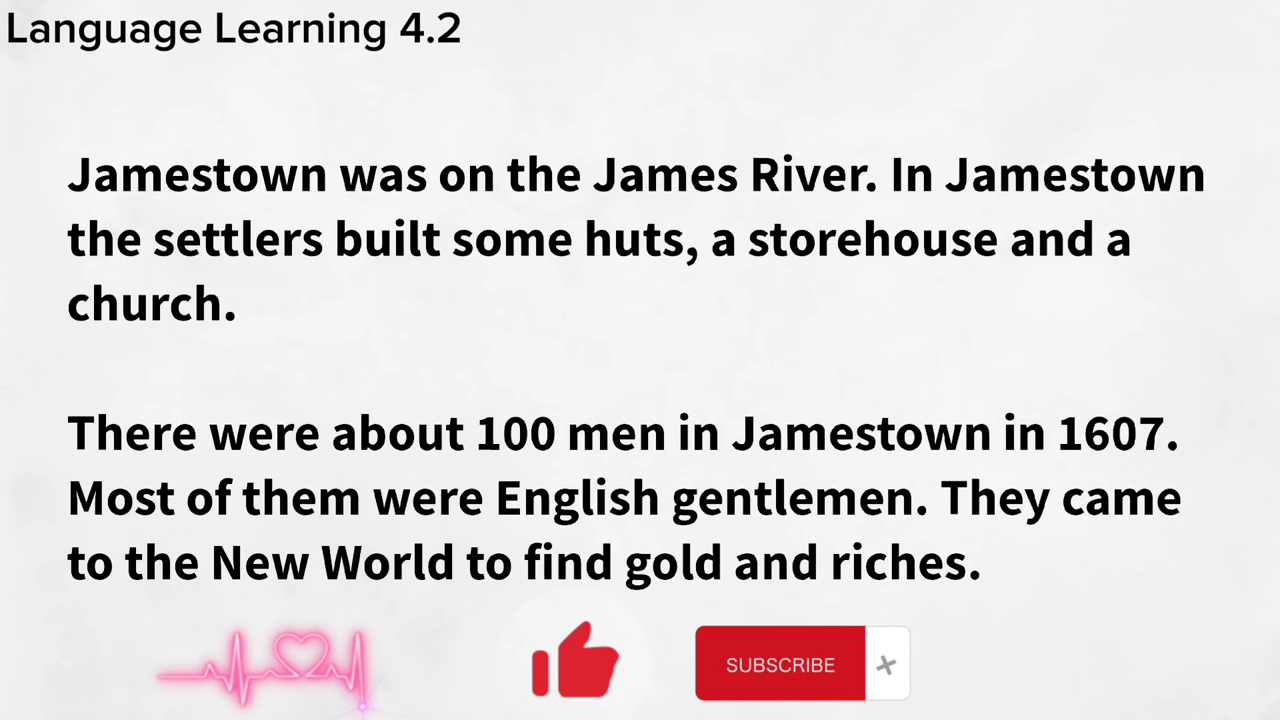 Language Learning 4.2
Jamestown was on the James River. In Jamestown
the settlers built some huts, a storehouse and a
church.
There were about 100 men in Jamestown in 1607.
Most of them were English gentlemen. They came
to the New World to find gold and riches.
SUBSCRIBE